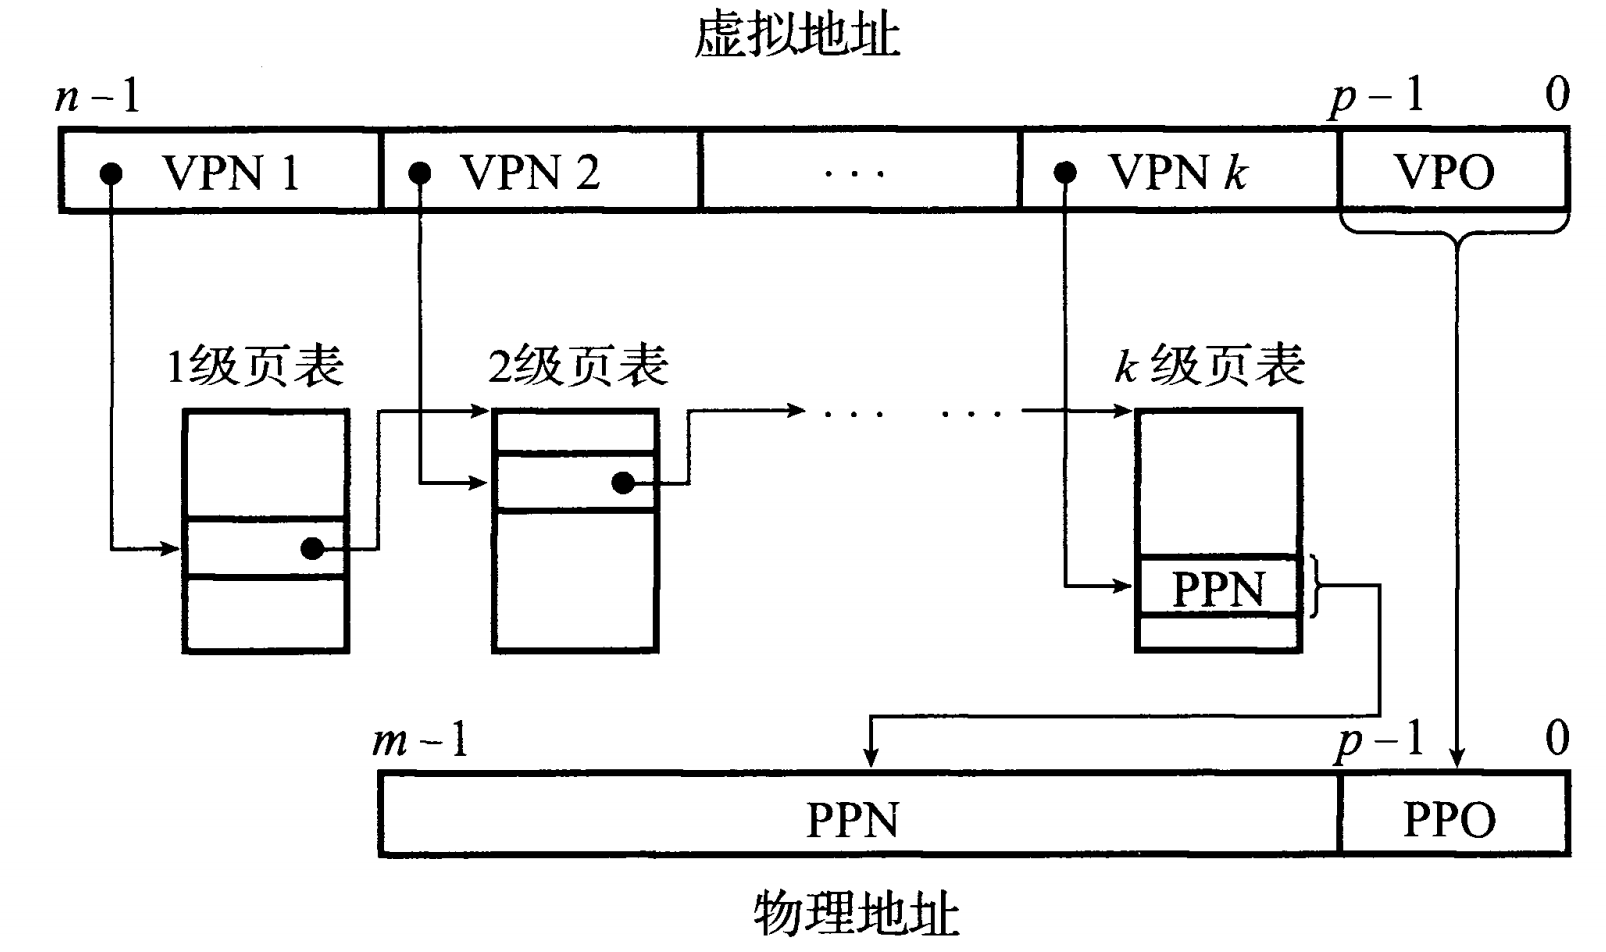 虚拟地址
n-1 p-1 0
VPN 1 VPN 2 ... VPN k VPO
1级页表 2级页表 k 级页表
... ...
PPN
m-1 p-1 0
PPN PPO
物理地址